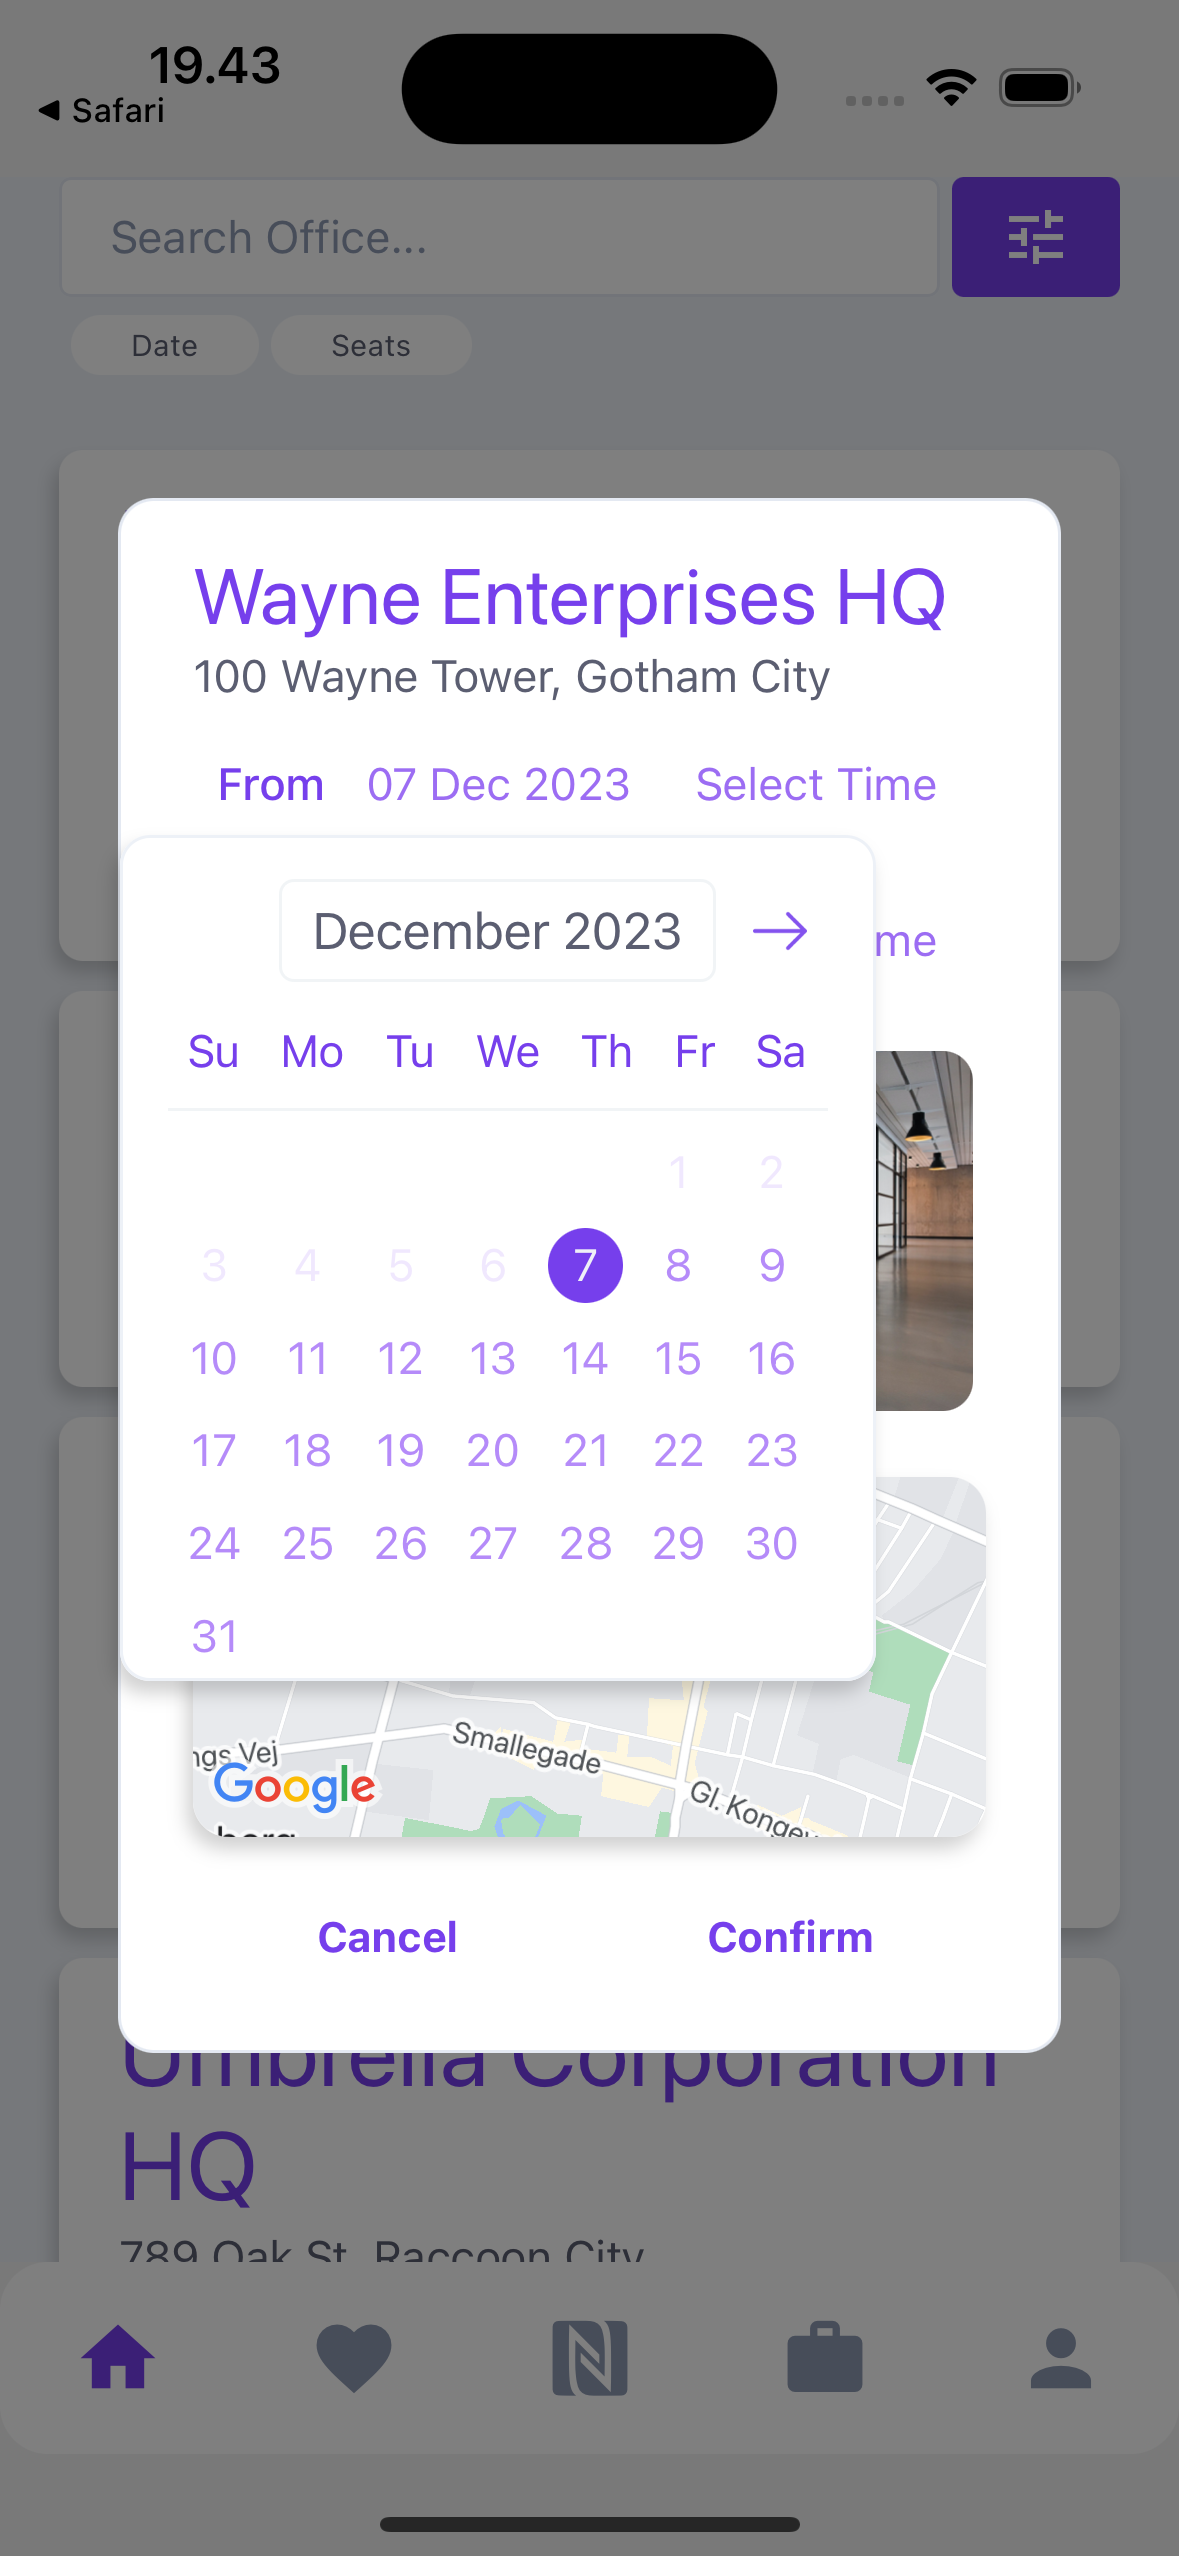 19.43
Safari
Search Office...
Date Seats
Wayne Enterprises HQ
100 Wayne Tower, Gotham City
From 07 Dec 2023 Select Time
December 2023
me
Su Mo Tu We Th Fr Sa
1 2
3 4 5 6 7 8 9
10 11 12 13 14 15 16
17 18 19 20 21 22 23
24 25 26 27 28 29 30
31
Smallegade
ngs Vej
Google
Gl. Konge
berg
Cancel Confirm
Umbrella Corporation
HQ
789 Oak St, Raccoon City